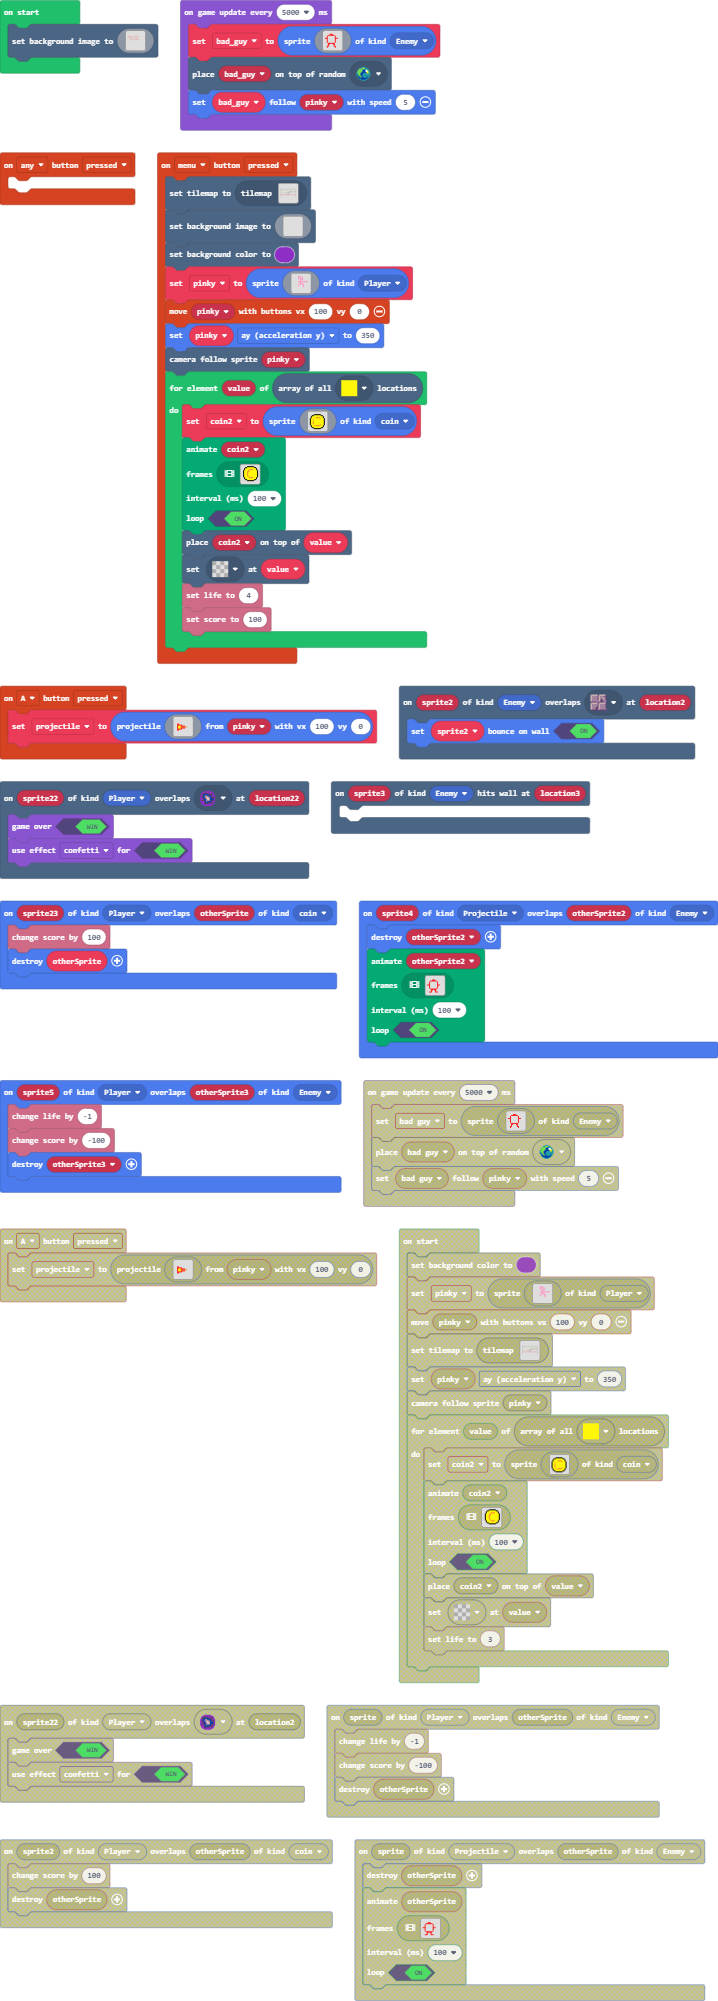 on start
set background image to
on game update every 5000 ms
set bad_guy to sprite of kind Enemy
place bad_guy on top of random
set bad_guy follow pinky with speed 5
on any button pressed
on menu button pressed
set tilemap to tilemap
set background image to
set background color to
set pinky to sprite of kind Player
move pinky with buttons vx 100 vy 0
set pinky ay (acceleration y) to 350
camera follow sprite pinky
for element value of array of all locations
do
set coin2 to sprite of kind coin
animate coin2
frames
interval (ms) 100
loop ON
place coin2 on top of value
set at value
set life to 4
set score to 100
on A button pressed
set projectile to projectile from pinky with vx 100 vy 0
on sprite2 of kind Enemy overlaps at location2
set sprite2 bounce on wall ON
on sprite22 of kind Player overlaps at location22
game over WIN
use effect confetti for WIN
on sprite3 of kind Enemy hits wall at location3
on sprite23 of kind Player overlaps otherSprite of kind coin
change score by 100
destroy otherSprite
on sprite4 of kind Projectile overlaps otherSprite2 of kind Enemy
destroy otherSprite2
animate otherSprite2
frames
interval (ms) 100
loop ON
on sprite5 of kind Player overlaps otherSprite3 of kind Enemy
change life by -1
change score by -100
destroy otherSprite3
on game update every 5000 ms
set bad guy to sprite of kind Enemy
place bad guy on top of random
set bad guy follow pinky with speed 5
on A button pressed
set projectile to projectile from pinky with vx 100 vy 0
on start
set background color to
set pinky to sprite of kind Player
move pinky with buttons vx 100 vy 0
set tilemap to tilemap
set pinky ay (acceleration y) to 350
camera follow sprite pinky
for element value of array of all locations
do
set coin2 to sprite of kind coin
animate coin2
frames
interval (ms) 100
loop ON
place coin2 on top of value
set at value
set life to 3
on sprite22 of kind Player overlaps at location2
game over WIN
use effect confetti for WIN
on sprite of kind Player overlaps otherSprite of kind Enemy
change life by -1
change score by -100
destroy otherSprite
on sprite2 of kind Player overlaps otherSprite of kind coin
change score by 100
destroy otherSprite
on sprite of kind Projectile overlaps otherSprite of kind Enemy
destroy otherSprite
animate otherSprite
frames
interval (ms) 100
loop ON